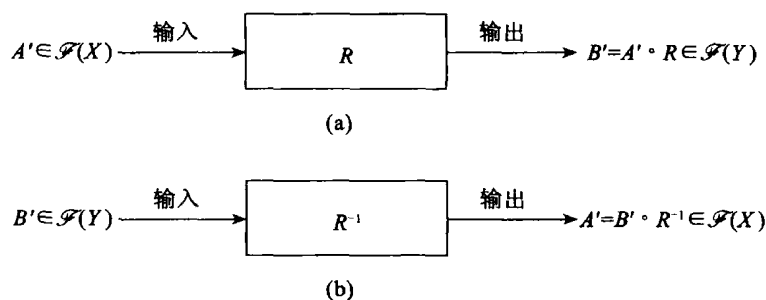 A′∈ℱ(X) 输入 R 输出 B′=A′∘R∈ℱ(Y)
(a)
B′∈ℱ(Y) 输入 R⁻¹ 输出 A′=B′∘R⁻¹∈ℱ(X)
(b)